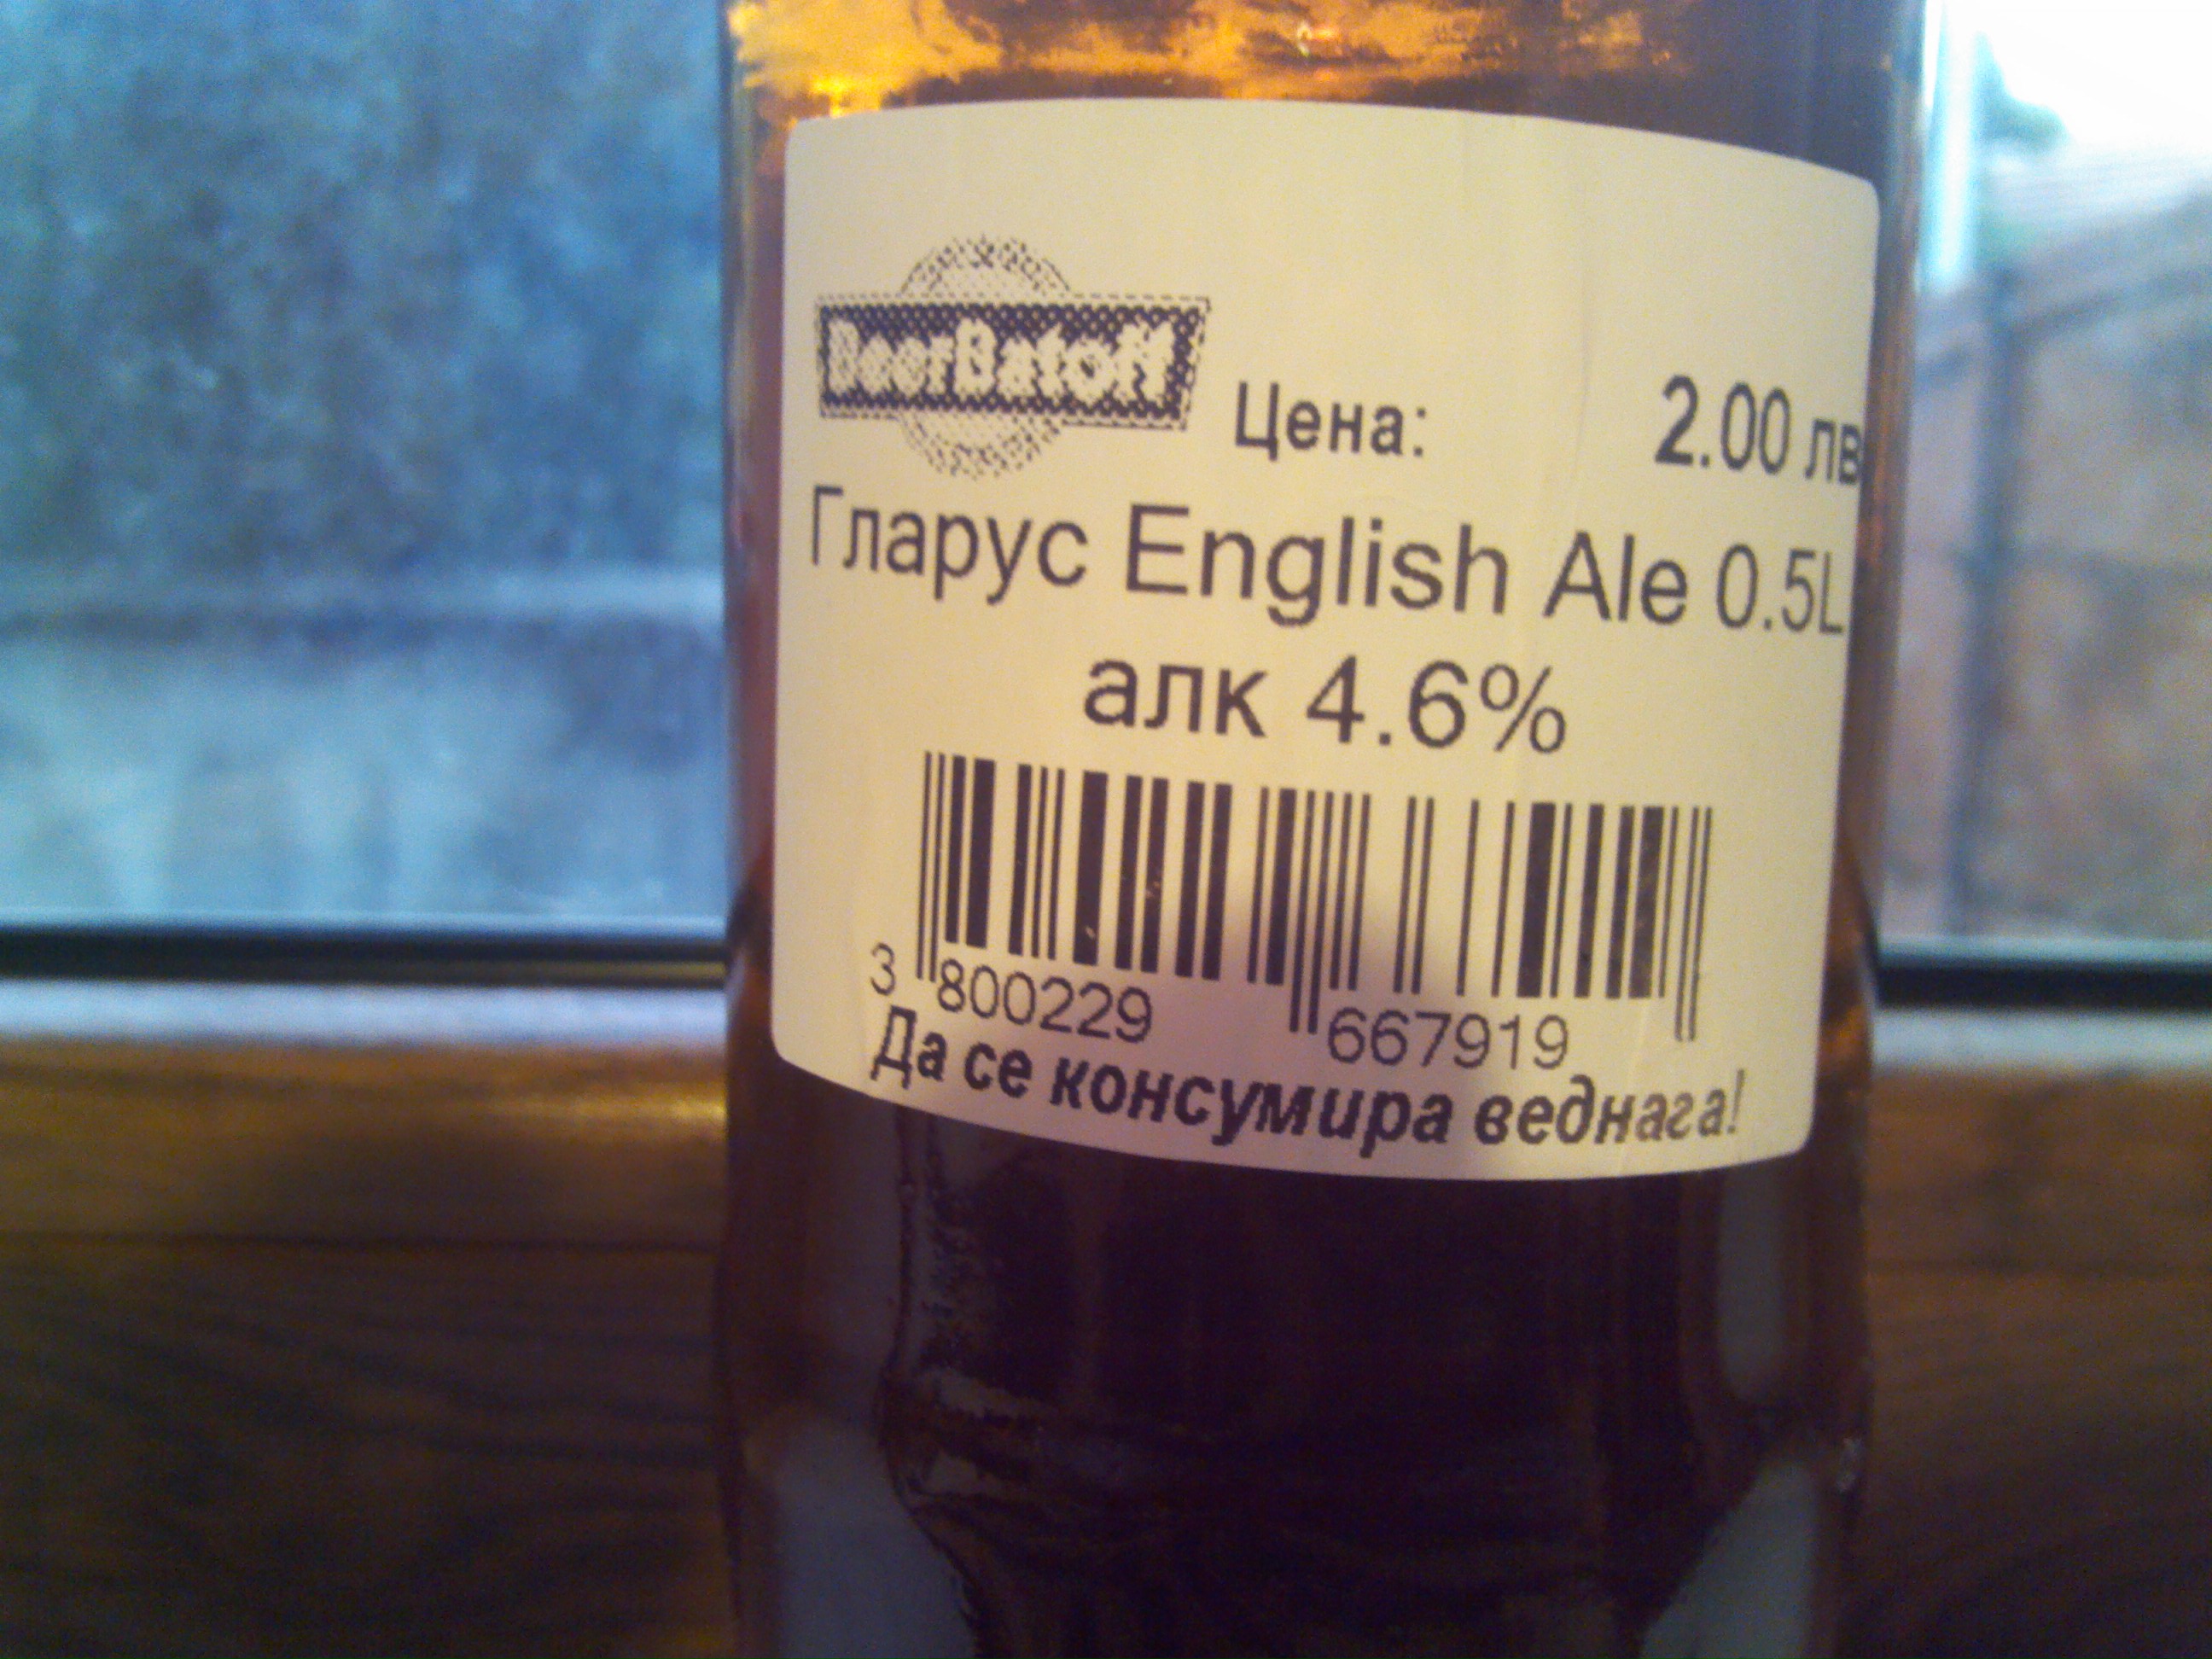 BeerBatoff
Цена: 2.00 лв
Гларус English Ale 0.5L
алк 4.6%
3 800229 667919
Да се консумира веднага!